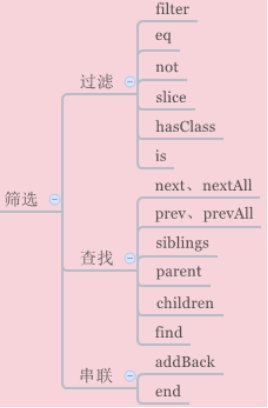 筛选
过滤
filter
eq
not
slice
hasClass
is
查找
next、nextAll
prev、prevAll
siblings
parent
children
find
串联
addBack
end